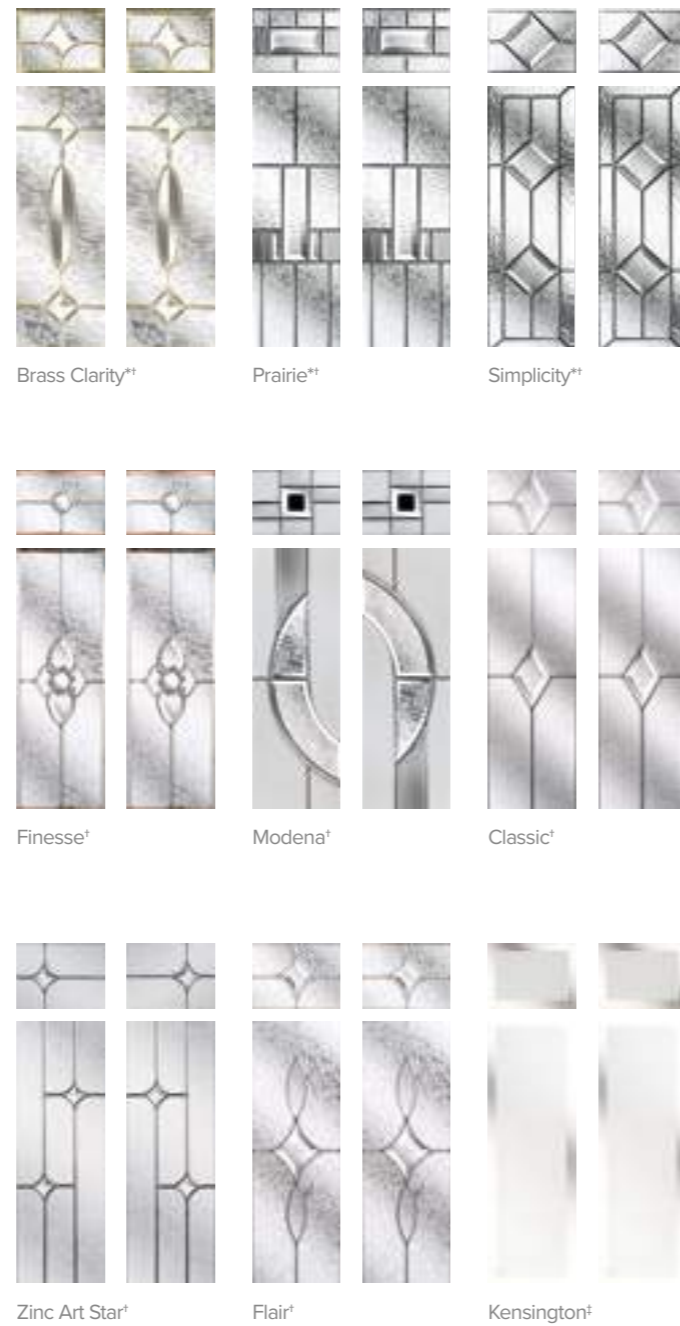 Brass Clarity*†
Prairie*†
Simplicity*†
Finesse†
Modena†
Classic†
Zinc Art Star†
Flair†
Kensington‡